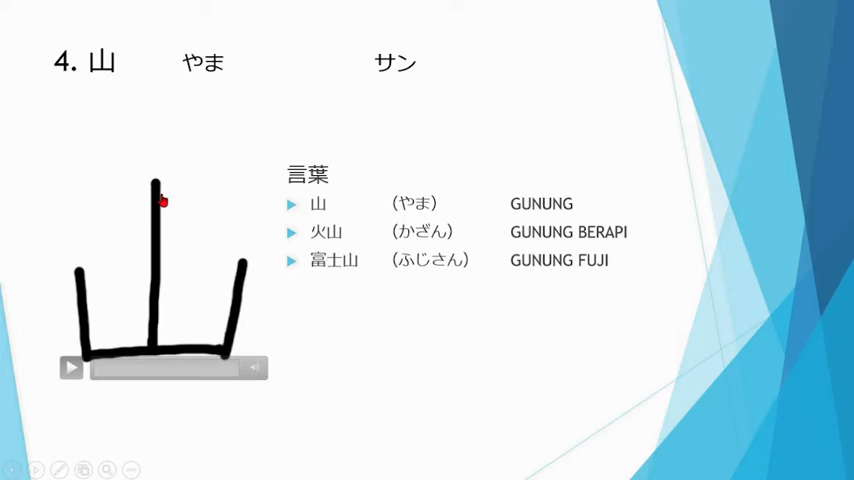 4. 山 やま サン
言葉
山 (やま) GUNUNG
火山 (かざん) GUNUNG BERAPI
富士山 (ふじさん) GUNUNG FUJI